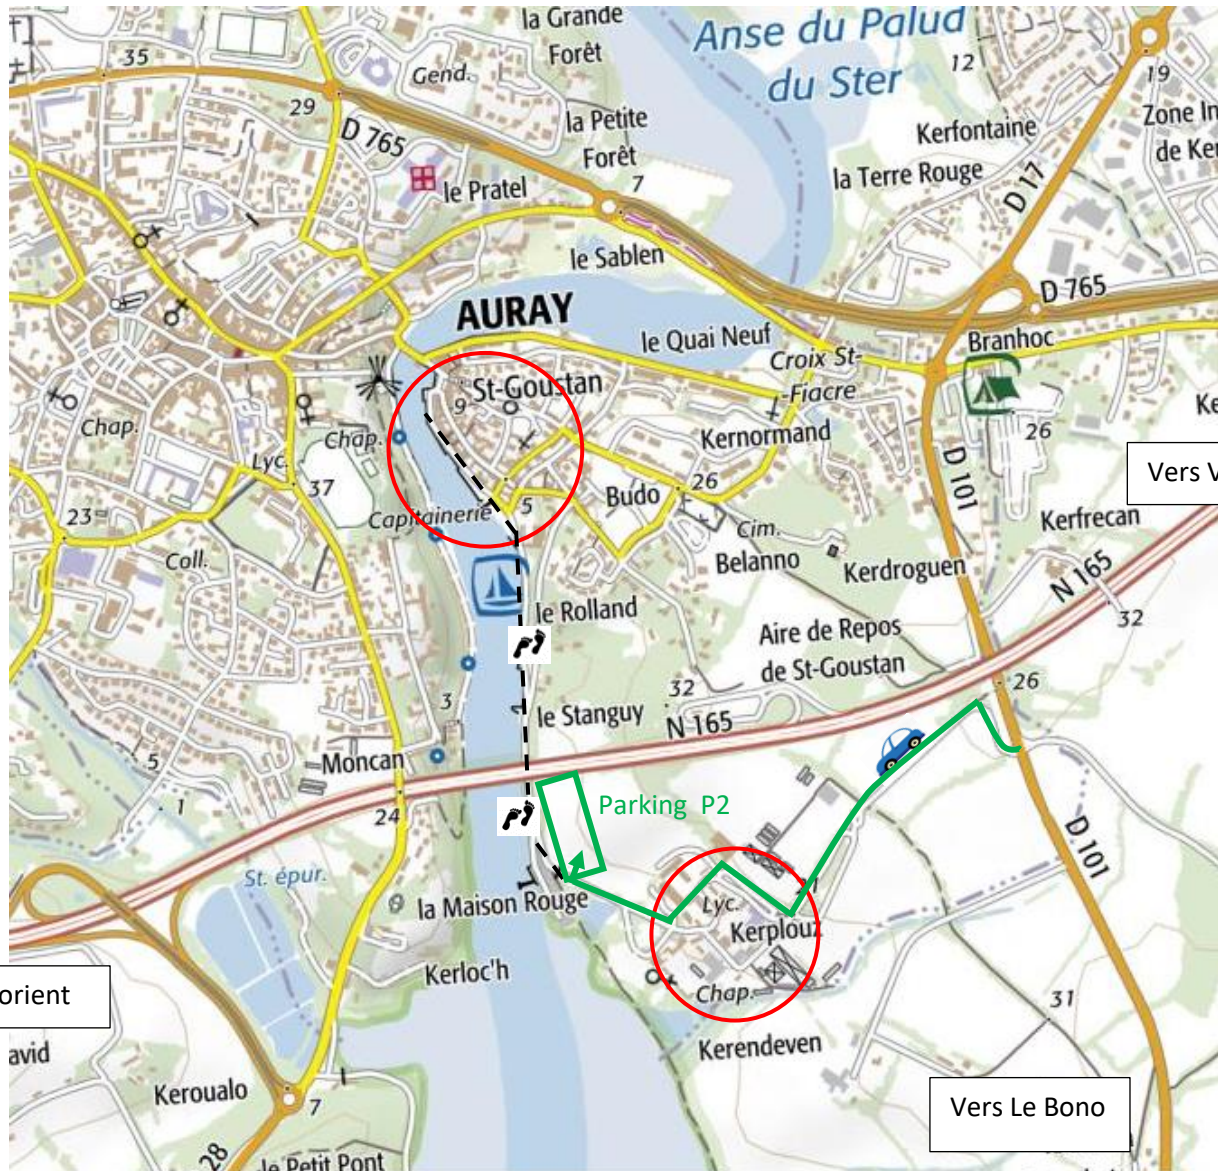 la Grande
Forêt
Anse du Palud
du Ster
35
Gend.
12
19
29
D 765
la Petite
Forêt
Kerfontaine
Zone In
de Ker
le Pratel
7
la Terre Rouge
D 17
le Sablen
D 765
AURAY
le Quai Neuf
Branhoc
Croix St-
-Fiacre
St-Goustan
9
Ke
Chap.
Chap.
Kernormand
26
Lyc.
37
Budo
26
D 101
Vers V
23
Capitainerie
5
Cim.
Kerfrecan
Coll.
Belanno
Kerdroguen
N 165
le Rolland
Aire de Repos
de St-Goustan
32
32
26
3
le Stanguy
N 165
Moncan
5
1
24
Parking P2
D 101
St. épur.
la Maison Rouge
Lyc.
Kerplouz
Kerloc'h
Chap.
31
orient
Kerendeven
avid
Keroualo
7
Vers Le Bono
28
le Petit Pont